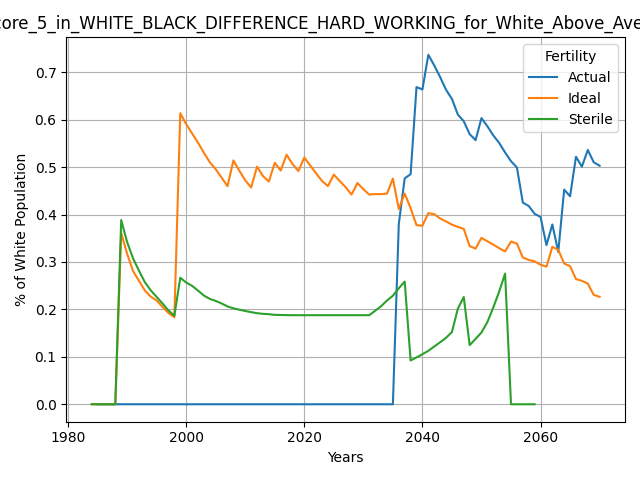 core_5_in_WHITE_BLACK_DIFFERENCE_HARD_WORKING_for_White_Above_Ave
Fertility
Actual
Ideal
Sterile
% of White Population
0.7
0.6
0.5
0.4
0.3
0.2
0.1
0.0
1980
2000
2020
2040
2060
Years